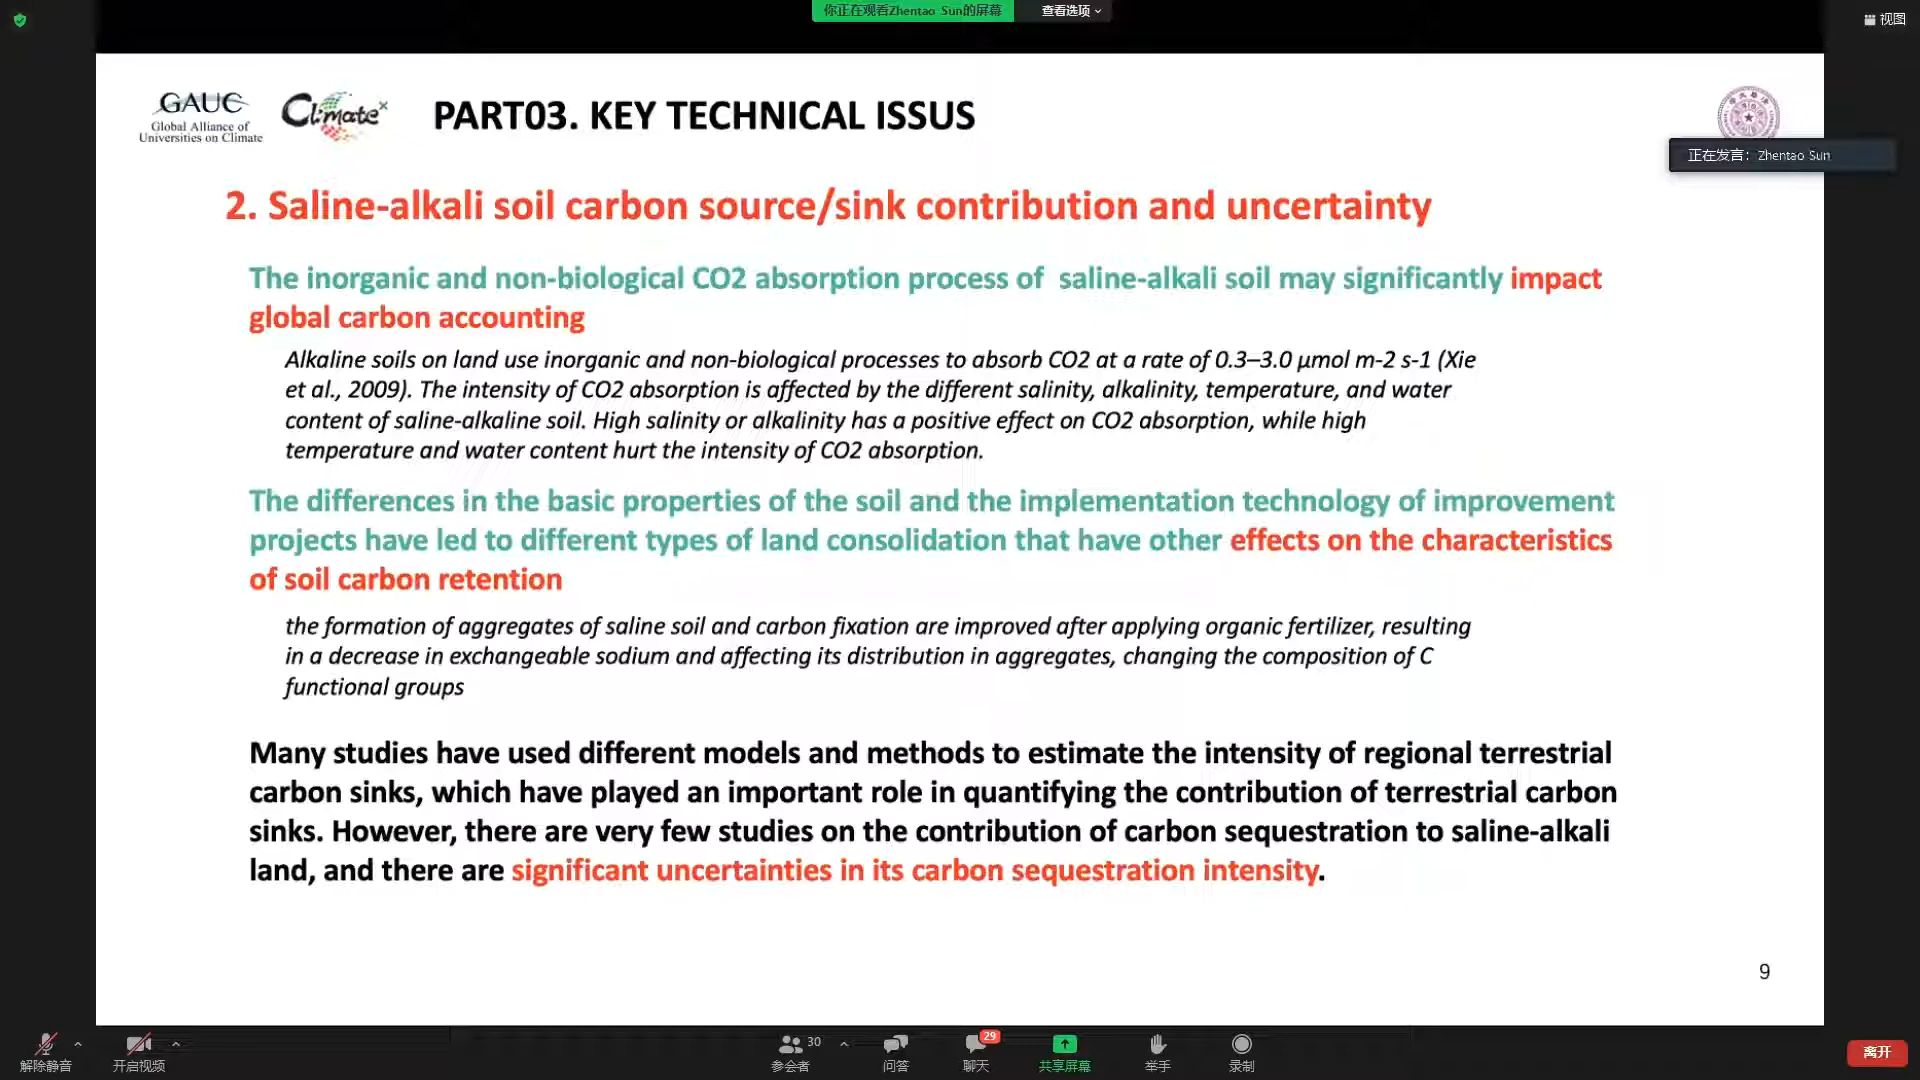 你正在观看Zhentao Sun的屏幕
查看选项
视图
GAUC
Global Alliance of
Universities on Climate
Climate x
PART03. KEY TECHNICAL ISSUS
正在发言: Zhentao Sun
2. Saline-alkali soil carbon source/sink contribution and uncertainty
The inorganic and non-biological CO2 absorption process of saline-alkali soil may significantly impact
global carbon accounting
Alkaline soils on land use inorganic and non-biological processes to absorb CO2 at a rate of 0.3–3.0 μmol m-2 s-1 (Xie
et al., 2009). The intensity of CO2 absorption is affected by the different salinity, alkalinity, temperature, and water
content of saline-alkaline soil. High salinity or alkalinity has a positive effect on CO2 absorption, while high
temperature and water content hurt the intensity of CO2 absorption.
The differences in the basic properties of the soil and the implementation technology of improvement
projects have led to different types of land consolidation that have other effects on the characteristics
of soil carbon retention
the formation of aggregates of saline soil and carbon fixation are improved after applying organic fertilizer, resulting
in a decrease in exchangeable sodium and affecting its distribution in aggregates, changing the composition of C
functional groups
Many studies have used different models and methods to estimate the intensity of regional terrestrial
carbon sinks, which have played an important role in quantifying the contribution of terrestrial carbon
sinks. However, there are very few studies on the contribution of carbon sequestration to saline-alkali
land, and there are significant uncertainties in its carbon sequestration intensity.
9
解除静音
开启视频
30
参会者
问答
29
聊天
共享屏幕
举手
录制
离开